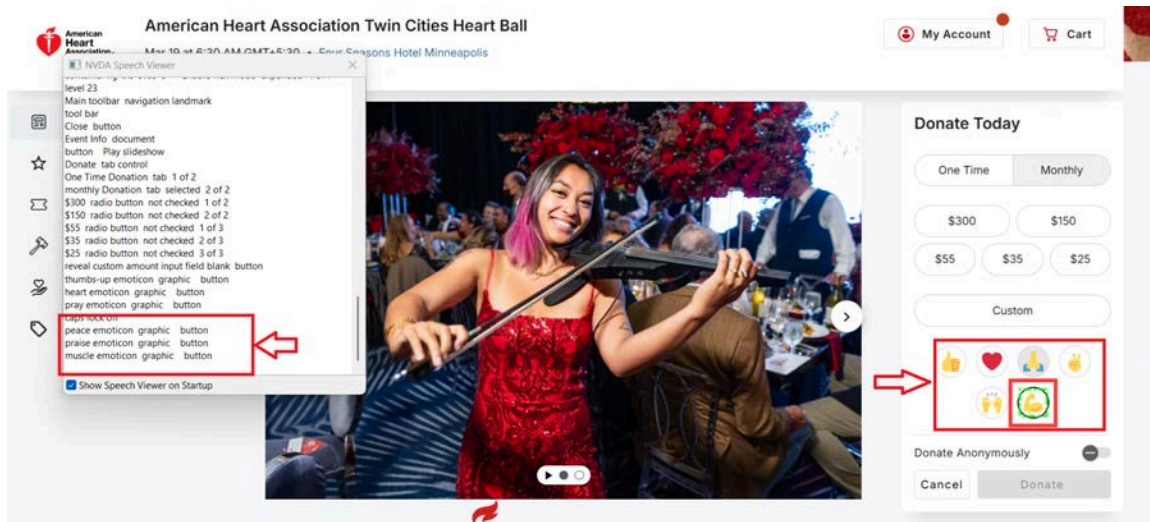 American Heart Association Twin Cities Heart Ball
American
Heart
Association
Mar 19 at 6:30 AM GMT+5:30 • Four Seasons Hotel Minneapolis
My Account
Cart
NVDA Speech Viewer
level 23
Main toolbar navigation landmark
tool bar
Close button
Event Info document
button Play slideshow
Donate tab control
One Time Donation tab 1 of 2
monthly Donation tab selected 2 of 2
$300 radio button not checked 1 of 2
$150 radio button not checked 2 of 2
$55 radio button not checked 1 of 3
$35 radio button not checked 2 of 3
$25 radio button not checked 3 of 3
reveal custom amount input field blank button
thumbs-up emoticon graphic button
heart emoticon graphic button
pray emoticon graphic button
caps lock off
peace emoticon graphic button
praise emoticon graphic button
muscle emoticon graphic button
Show Speech Viewer on Startup
Donate Today
One Time Monthly
$300 $150
$55 $35 $25
Custom
Donate Anonymously
Cancel Donate